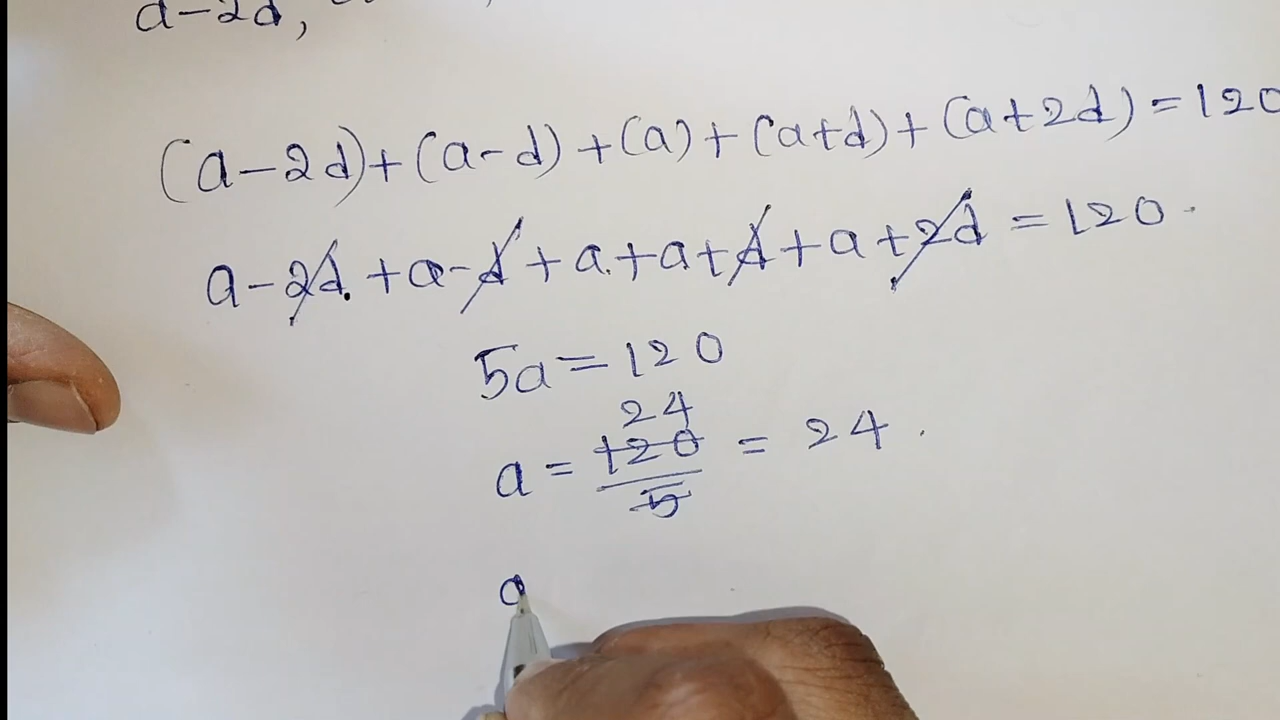 a-2d,
(a-2d)+(a-d)+(a)+(a+d)+(a+2d)=120
a-2d+a-d+a+a+d+a+2d=120.
5a=120
24
a=120/5=24.
a